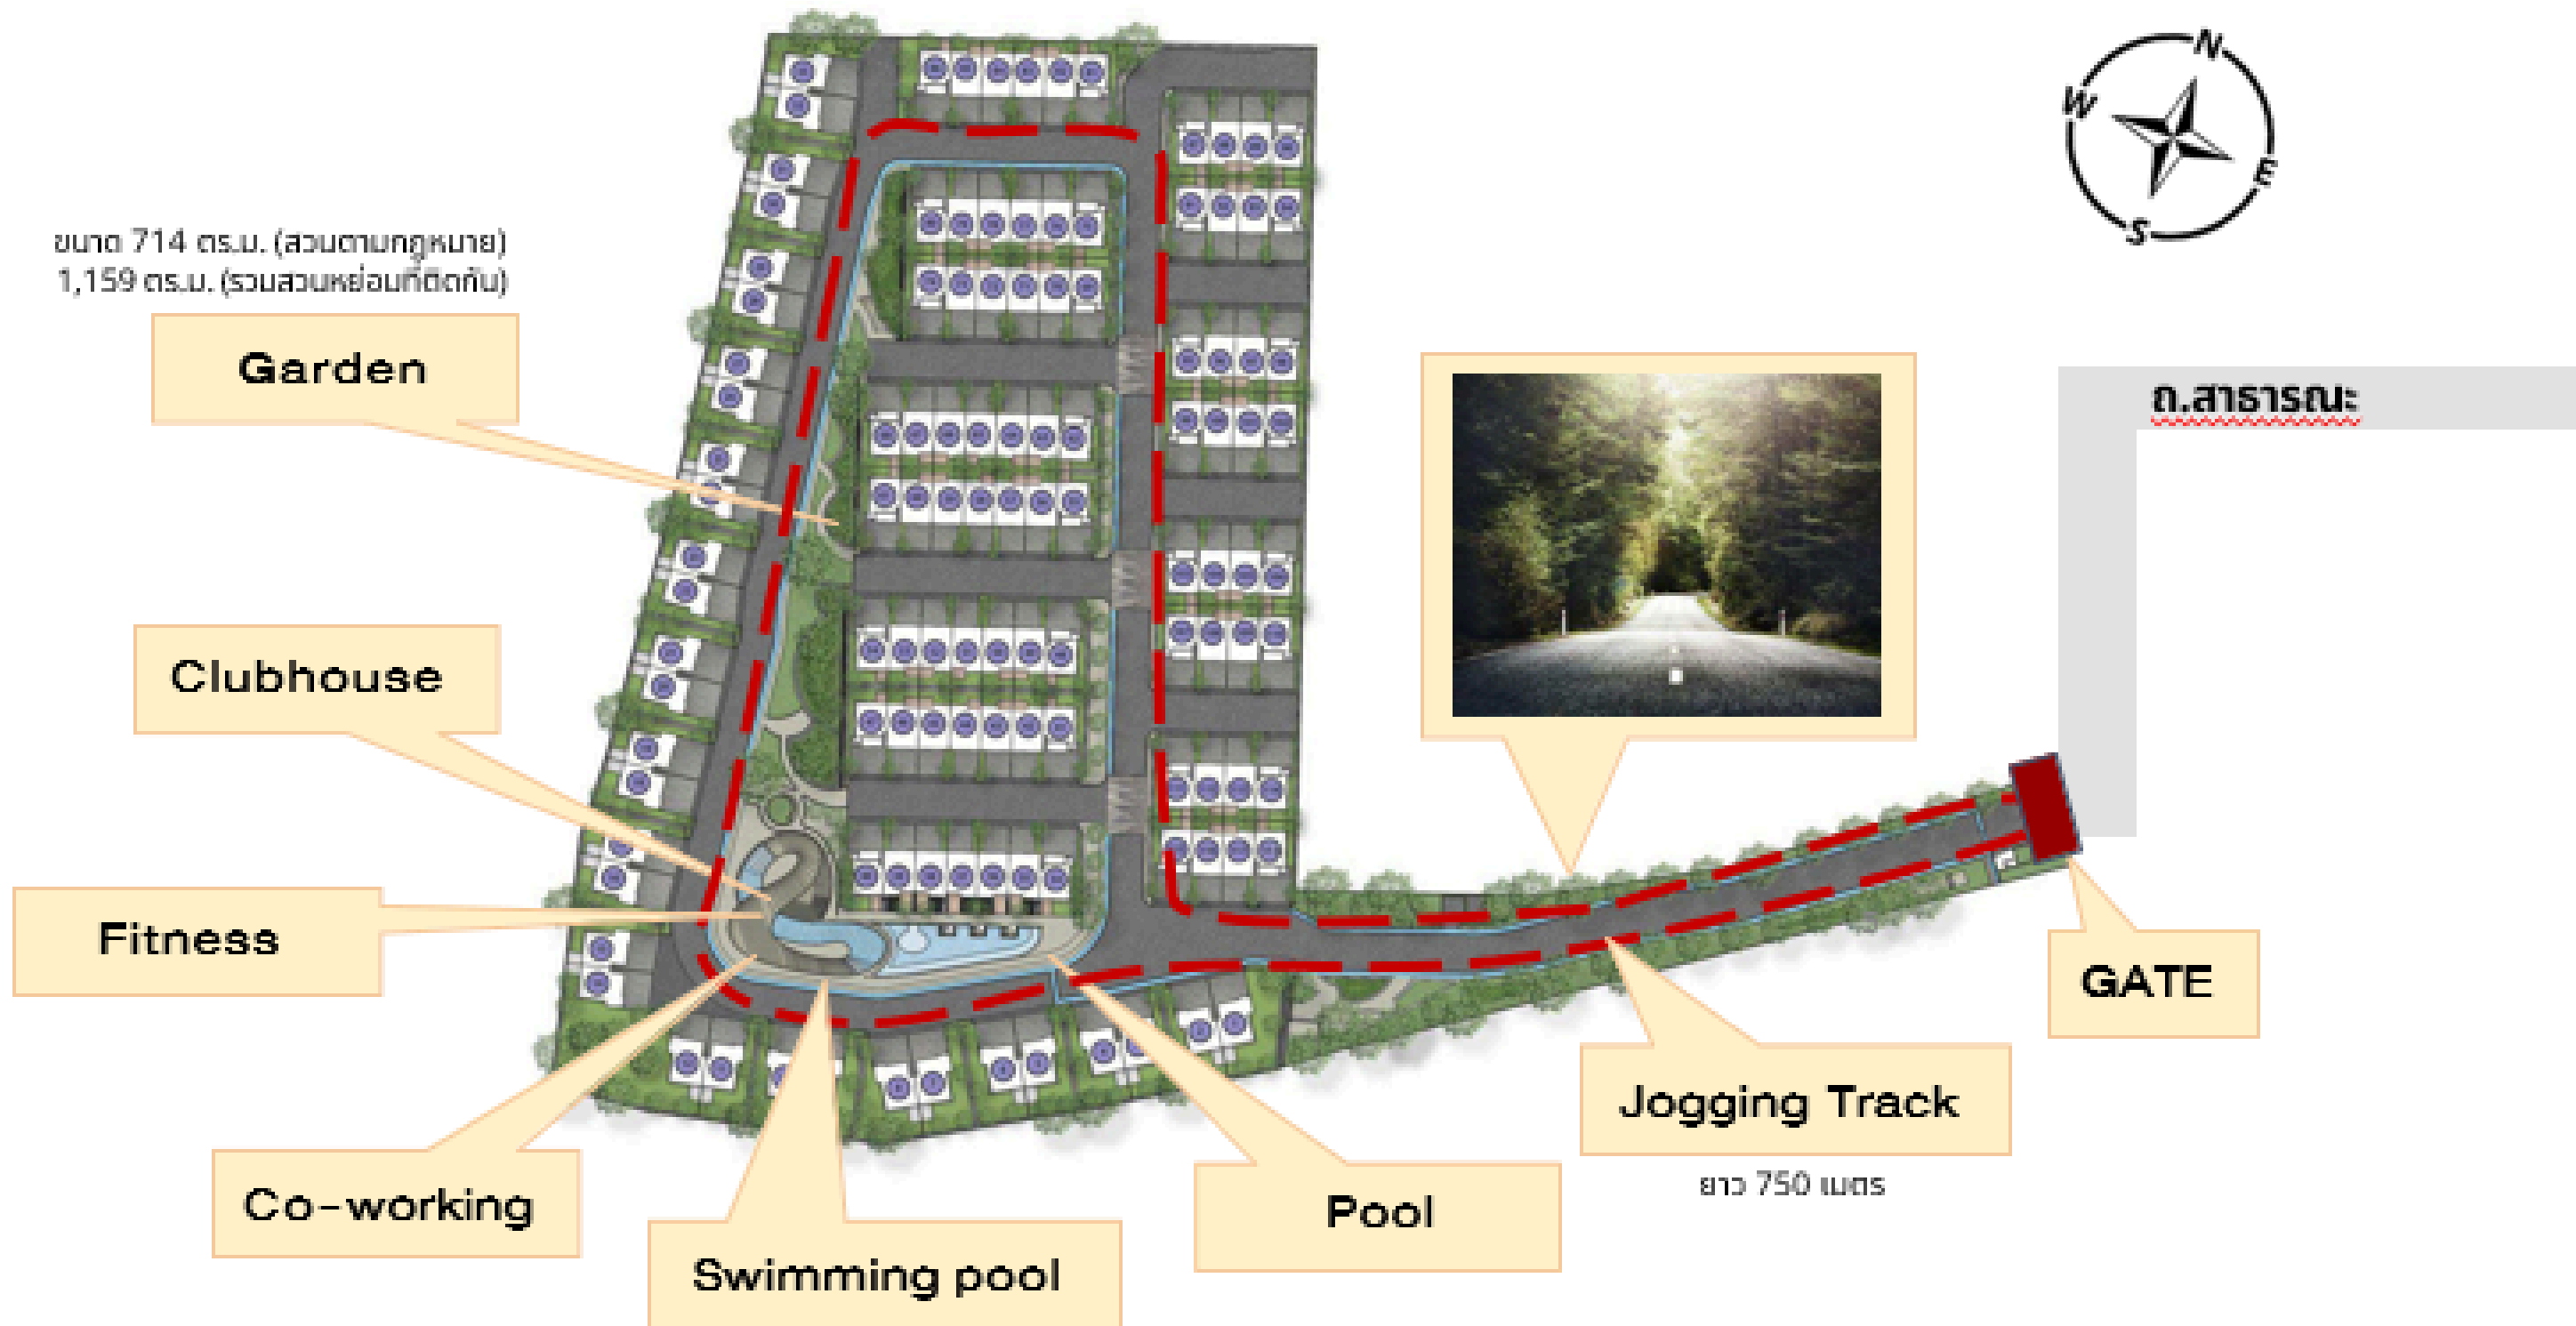 N
W
E
S
ขนาด 714 ตร.ม. (สวนตามกฎหมาย)
1,159 ตร.ม. (รวมสวนหย่อมที่ติดกัน)
Garden
ถ.สาธารณะ
Clubhouse
Fitness
GATE
Jogging Track
ยาว 750 เมตร
Co-working
Pool
Swimming pool